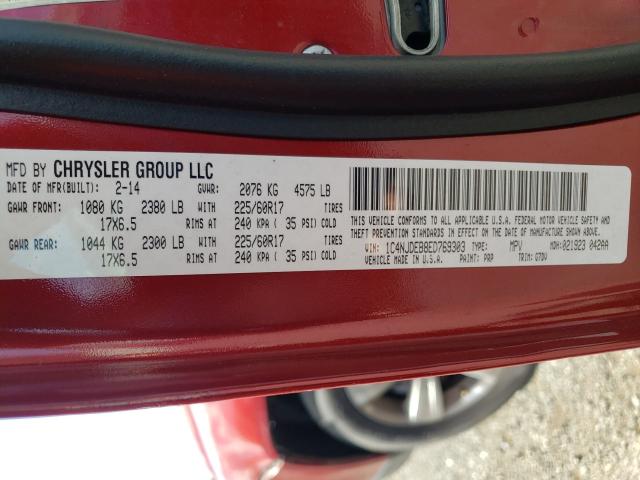 MFD BY CHRYSLER GROUP LLC
DATE OF MFR(BUILT): 2-14 GVWR: 2076 KG 4575 LB
GAWR FRONT: 1080 KG 2380 LB WITH 225/60R17 TIRES
17X6.5 RIMS AT 240 KPA ( 35 PSI) COLD
GAWR REAR: 1044 KG 2300 LB WITH 225/60R17 TIRES
17X6.5 RIMS AT 240 KPA ( 35 PSI) COLD
THIS VEHICLE CONFORMS TO ALL APPLICABLE U.S.A. FEDERAL MOTOR VEHICLE SAFETY AND
THEFT PREVENTION STANDARDS IN EFFECT ON THE DATE OF MANUFACTURE SHOWN ABOVE.
VIN: 1C4NJDEB8ED769303 TYPE: MPV MDH:021923 042AA
VEHICLE MADE IN U.S.A. PAINT: PRP TRIM: G7DV